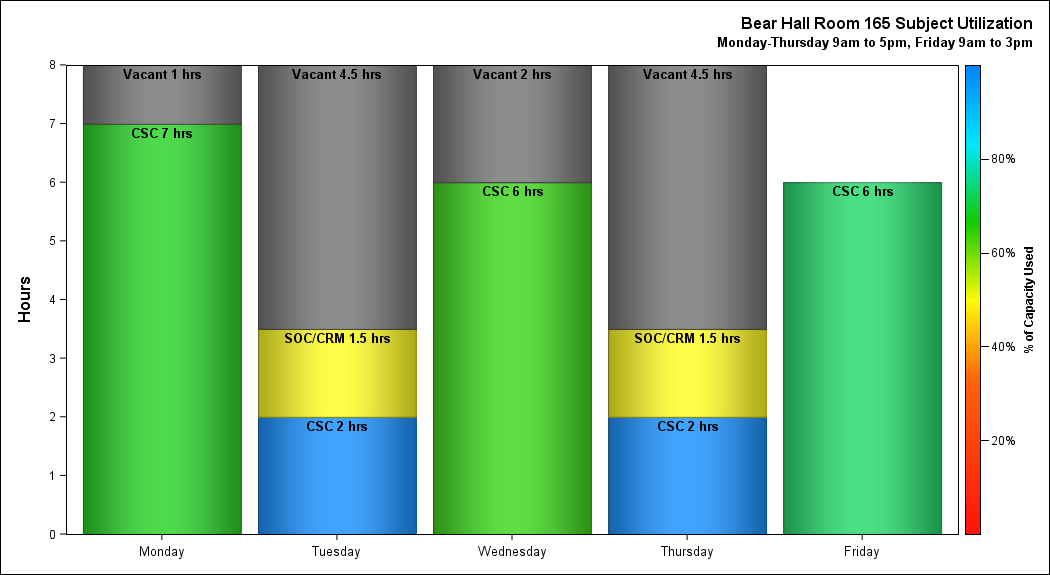 Bear Hall Room 165 Subject Utilization
Monday-Thursday 9am to 5pm, Friday 9am to 3pm
8
7
6
5
4
3
2
1
0
Hours
Vacant 1 hrs
CSC 7 hrs
Vacant 4.5 hrs
SOC/CRM 1.5 hrs
CSC 2 hrs
Vacant 2 hrs
CSC 6 hrs
Vacant 4.5 hrs
SOC/CRM 1.5 hrs
CSC 2 hrs
CSC 6 hrs
Monday
Tuesday
Wednesday
Thursday
Friday
80%
60%
40%
20%
% of Capacity Used